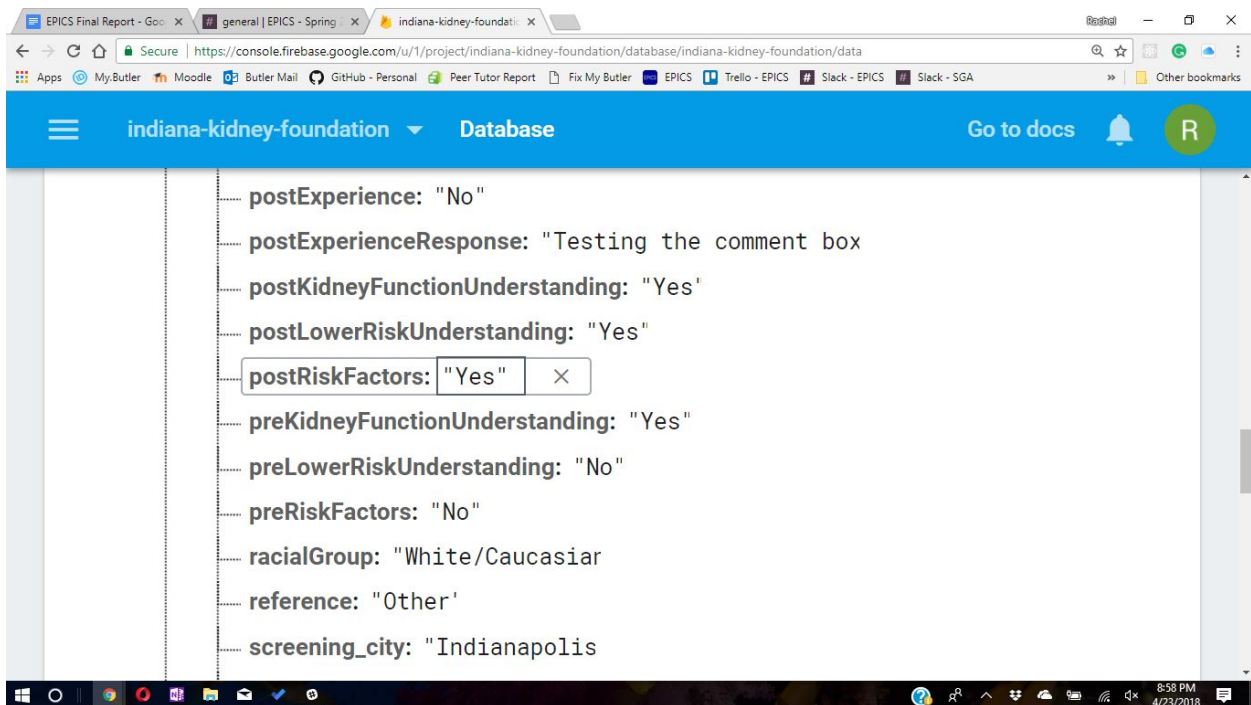 EPICS Final Report - Goo
general | EPICS - Spring 2
indiana-kidney-foundatic
Rachel
Secure | https://console.firebase.google.com/u/1/project/indiana-kidney-foundation/database/indiana-kidney-foundation/data
Apps My.Butler Moodle Butler Mail GitHub - Personal Peer Tutor Report Fix My Butler EPICS Trello - EPICS Slack - EPICS Slack - SGA » Other bookmarks
indiana-kidney-foundation Database Go to docs R
postExperience: "No"
postExperienceResponse: "Testing the comment box
postKidneyFunctionUnderstanding: "Yes'
postLowerRiskUnderstanding: "Yes"
postRiskFactors: "Yes" ×
preKidneyFunctionUnderstanding: "Yes"
preLowerRiskUnderstanding: "No"
preRiskFactors: "No"
racialGroup: "White/Caucasiar
reference: "Other'
screening_city: "Indianapolis
8:58 PM
4/23/2018